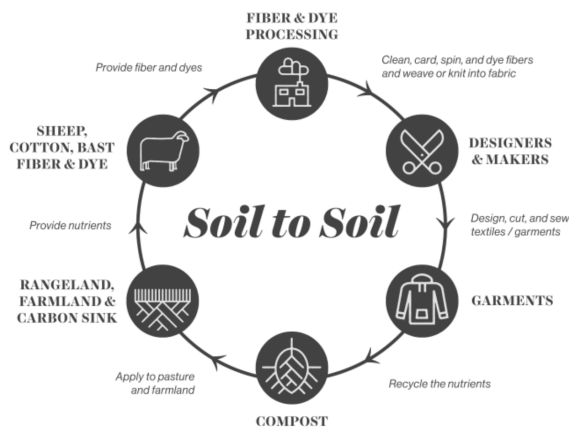 FIBER & DYE
PROCESSING
Provide fiber and dyes
Clean, card, spin, and dye fibers
and weave or knit into fabric
SHEEP,
COTTON, BAST
FIBER & DYE
DESIGNERS
& MAKERS
Soil to Soil
Provide nutrients
Design, cut, and sew
textiles / garments
RANGELAND,
FARMLAND &
CARBON SINK
GARMENTS
Apply to pasture
and farmland
Recycle the nutrients
COMPOST